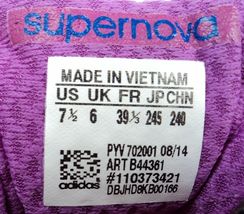 supernova
MADE IN VIETNAM
US UK FR JP CHN
7½ 6 39⅓ 245 240
PYV 702001 08/14
ART B44361
#110373421
adidas DBJHD8KB00166